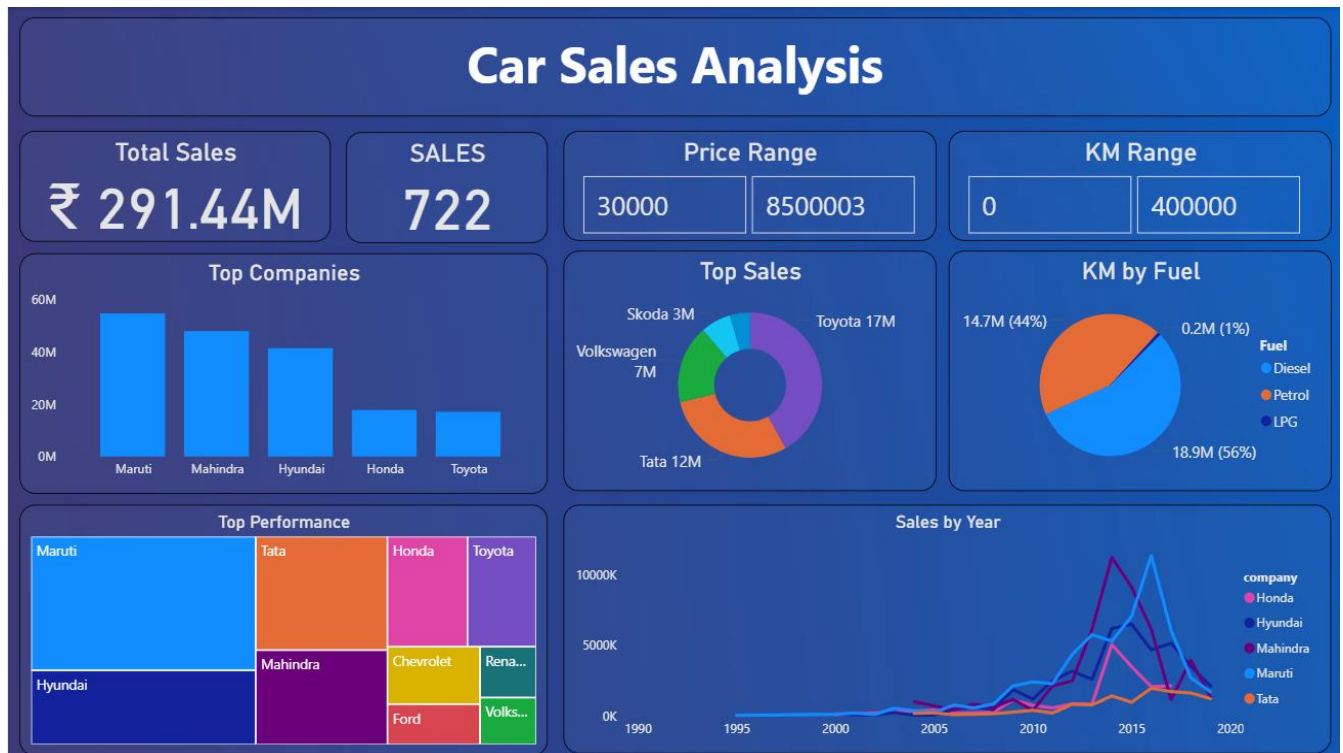 Car Sales Analysis
Total Sales
₹ 291.44M
SALES
722
Price Range
30000
8500003
KM Range
0
400000
Top Companies
60M
40M
20M
0M
Maruti
Mahindra
Hyundai
Honda
Toyota
Top Sales
Skoda 3M
Toyota 17M
Volkswagen
7M
Tata 12M
KM by Fuel
14.7M (44%)
0.2M (1%)
18.9M (56%)
Fuel
Diesel
Petrol
LPG
Top Performance
Maruti
Tata
Honda
Toyota
Hyundai
Mahindra
Chevrolet
Rena...
Ford
Volks...
Sales by Year
10000K
5000K
0K
1990
1995
2000
2005
2010
2015
2020
company
Honda
Hyundai
Mahindra
Maruti
Tata